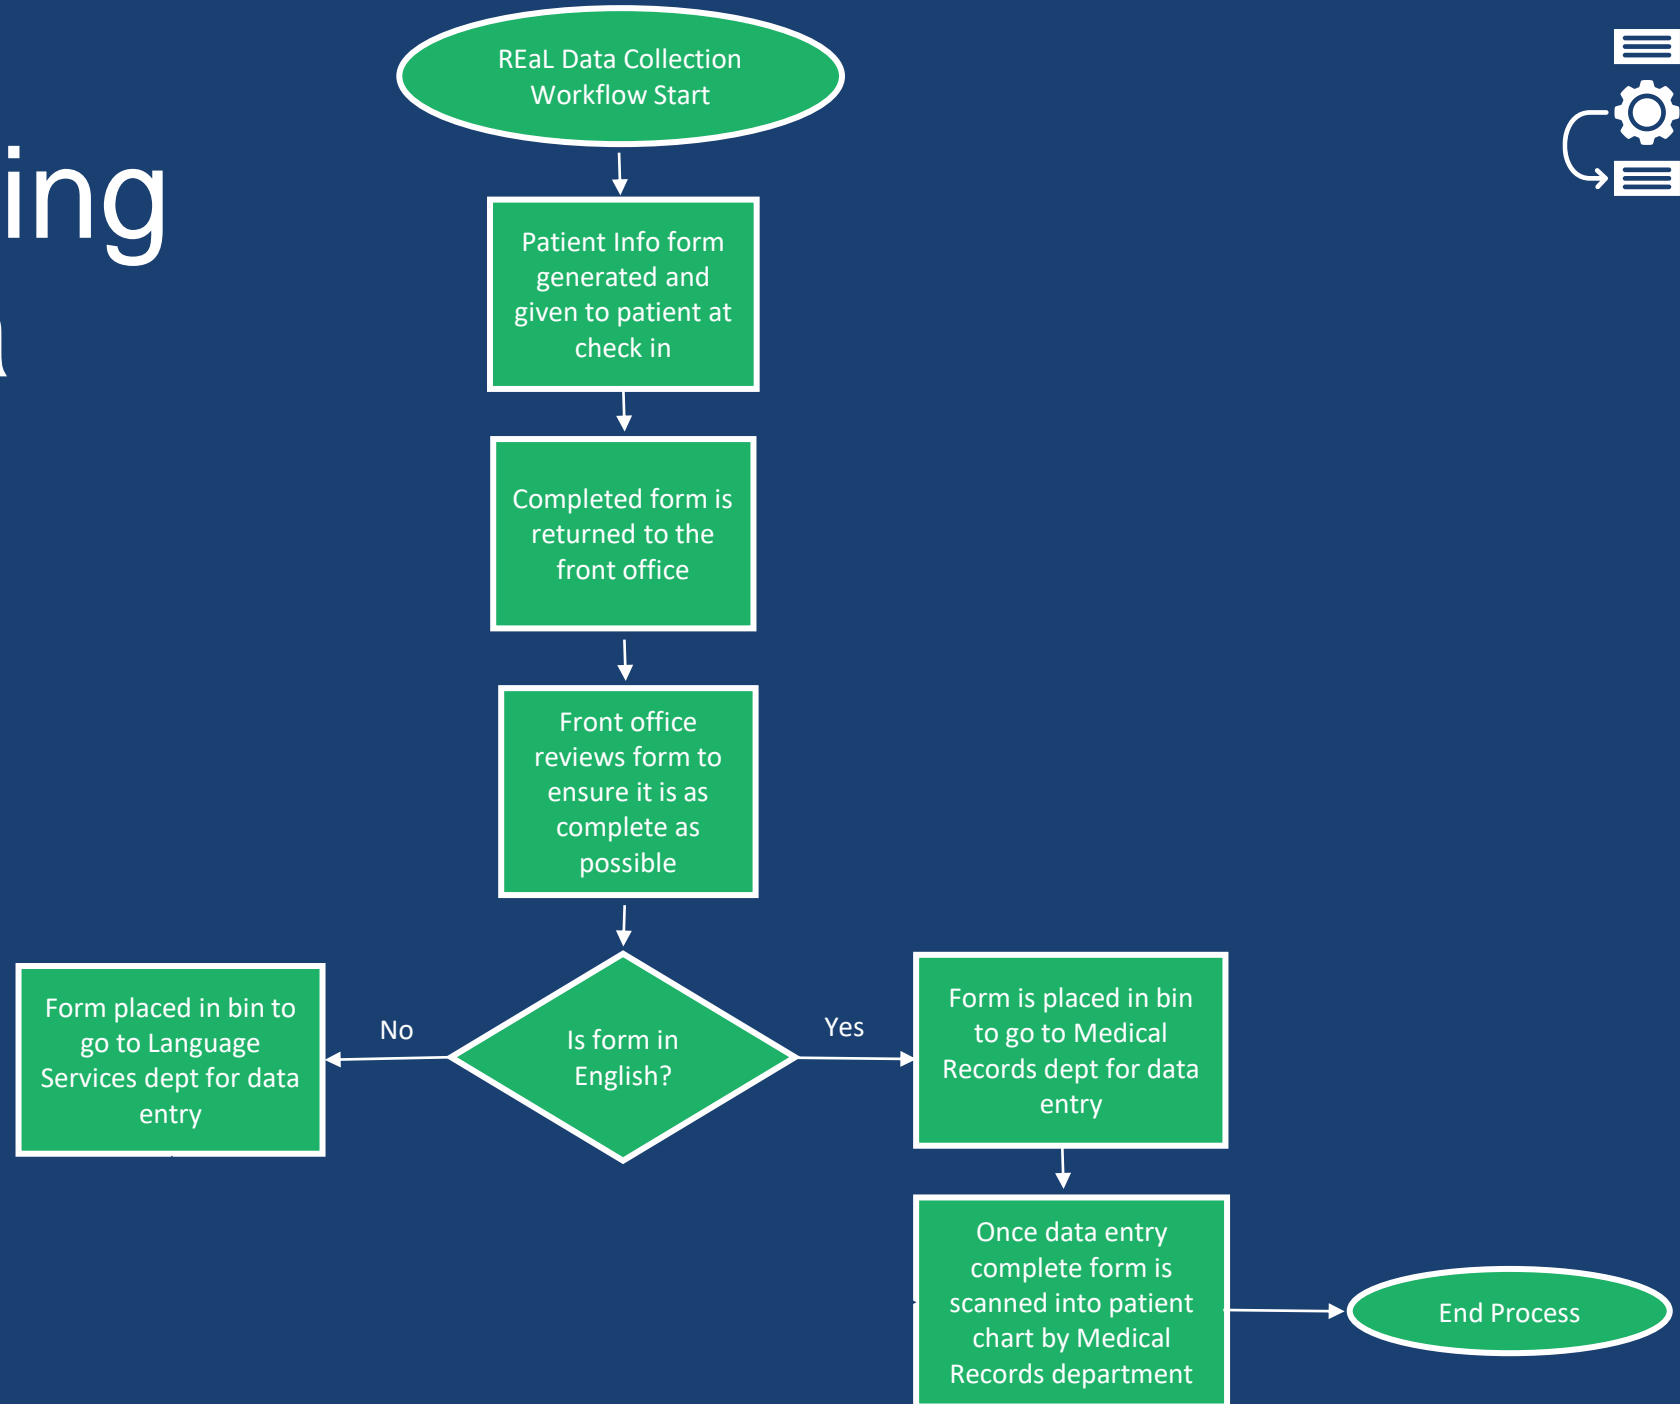 REaL Data Collection
Workflow Start
ing
Patient Info form
generated and
given to patient at
check in
Completed form is
returned to the
front office
Front office
reviews form to
ensure it is as
complete as
possible
Form placed in bin to
go to Language
Services dept for data
entry
No
Is form in
English?
Yes
Form is placed in bin
to go to Medical
Records dept for data
entry
Once data entry
complete form is
scanned into patient
chart by Medical
Records department
End Process